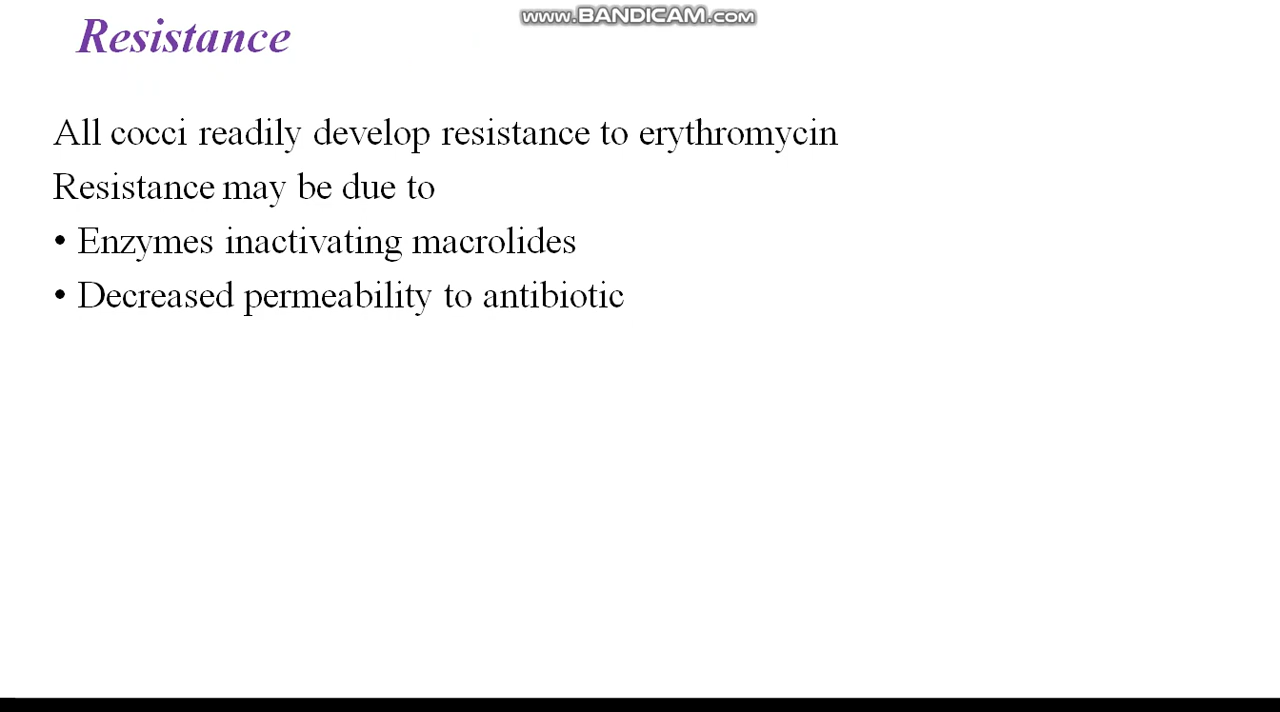 www.BANDICAM.com
Resistance
All cocci readily develop resistance to erythromycin
Resistance may be due to
• Enzymes inactivating macrolides
• Decreased permeability to antibiotic